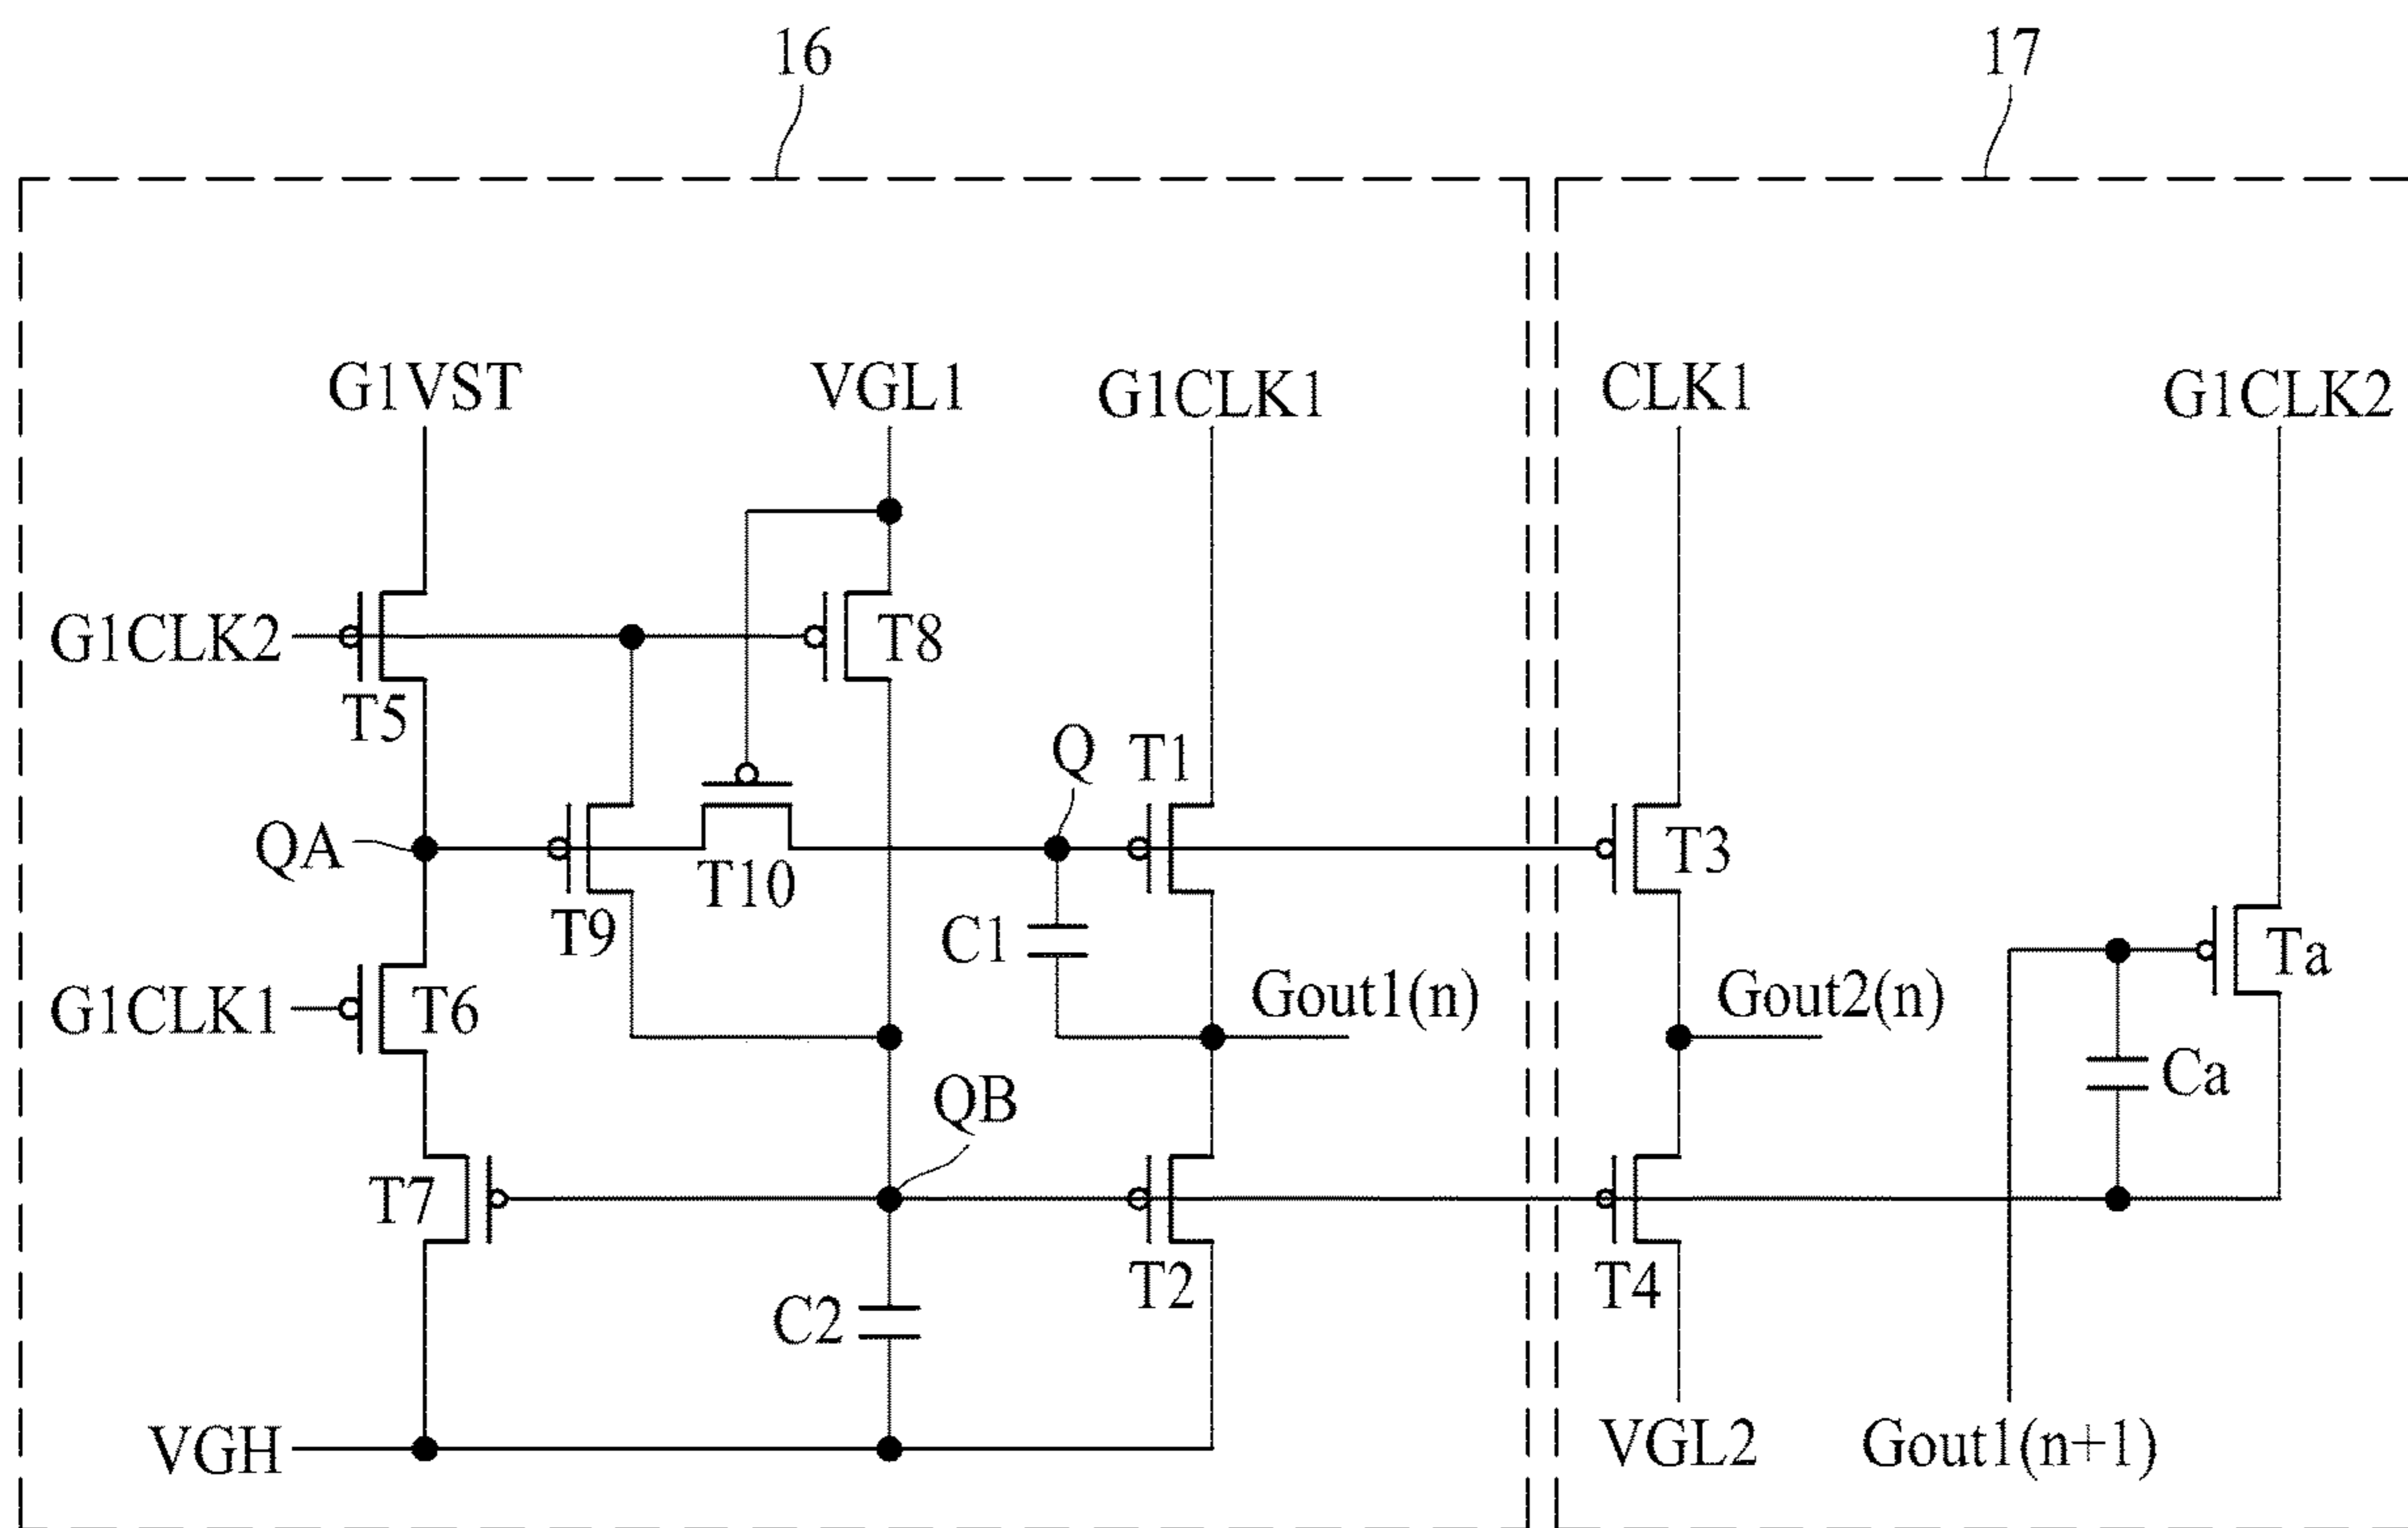 16
17
G1VST
VGL1
G1CLK1
CLK1
G1CLK2
G1CLK2
T8
T5
Q
T1
QA
T10
T3
T9
C1
Ta
G1CLK1
T6
Gout1(n)
Gout2(n)
Ca
QB
T7
T2
T4
C2
VGH
VGL2
Gout1(n+1)